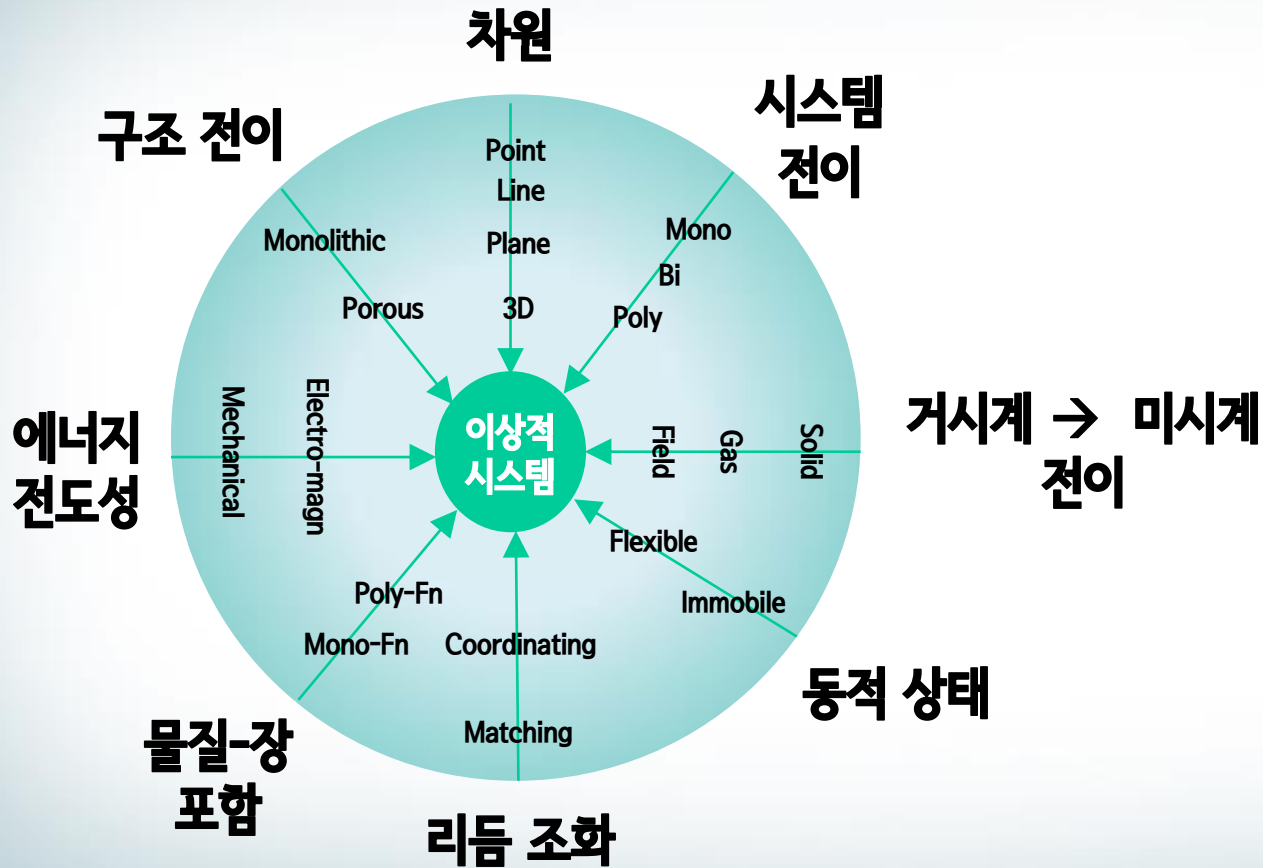 차원
시스템
전이
구조 전이
Point
Line
Plane
3D
Mono
Bi
Poly
Monolithic
Porous
에너지
전도성
Mechanical
Electro-magn
이상적
시스템
Field
Gas
Solid
거시계 → 미시계
전이
Flexible
Immobile
동적 상태
Poly-Fn
Mono-Fn
물질-장
포함
Coordinating
Matching
리듬 조화